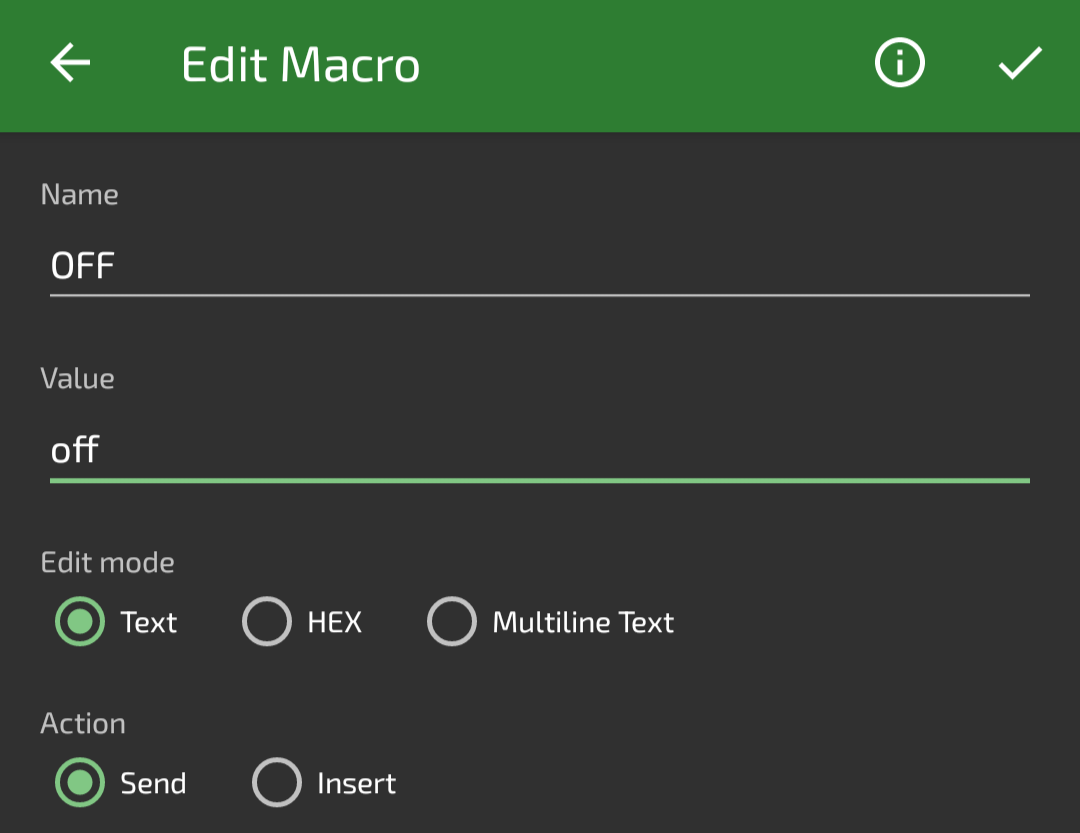 Edit Macro
Name
OFF
Value
off
Edit mode
Text HEX Multiline Text
Action
Send Insert